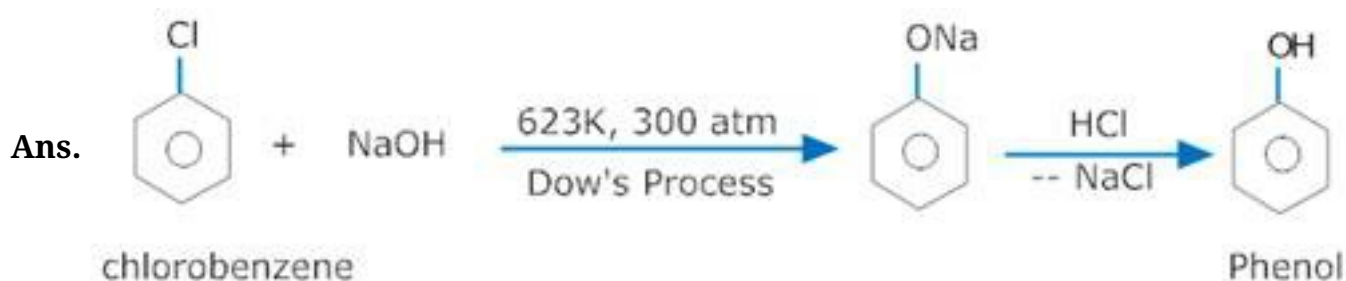 Cl
ONa
OH
Ans.
+
NaOH
623K, 300 atm
Dow's Process
HCl
-- NaCl
chlorobenzene
Phenol